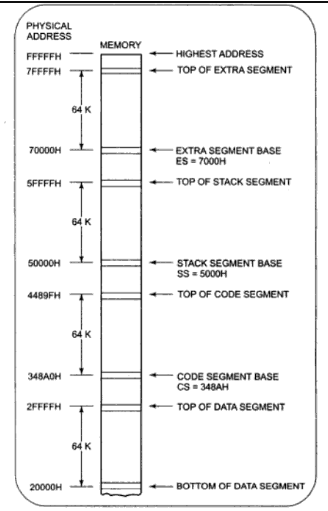 PHYSICAL
ADDRESS
MEMORY
FFFFFH
HIGHEST ADDRESS
7FFFFH
TOP OF EXTRA SEGMENT
64 K
70000H
EXTRA SEGMENT BASE
ES = 7000H
5FFFFH
TOP OF STACK SEGMENT
64 K
50000H
STACK SEGMENT BASE
SS = 5000H
4489FH
TOP OF CODE SEGMENT
64 K
348A0H
CODE SEGMENT BASE
CS = 348AH
2FFFFH
TOP OF DATA SEGMENT
64 K
20000H
BOTTOM OF DATA SEGMENT